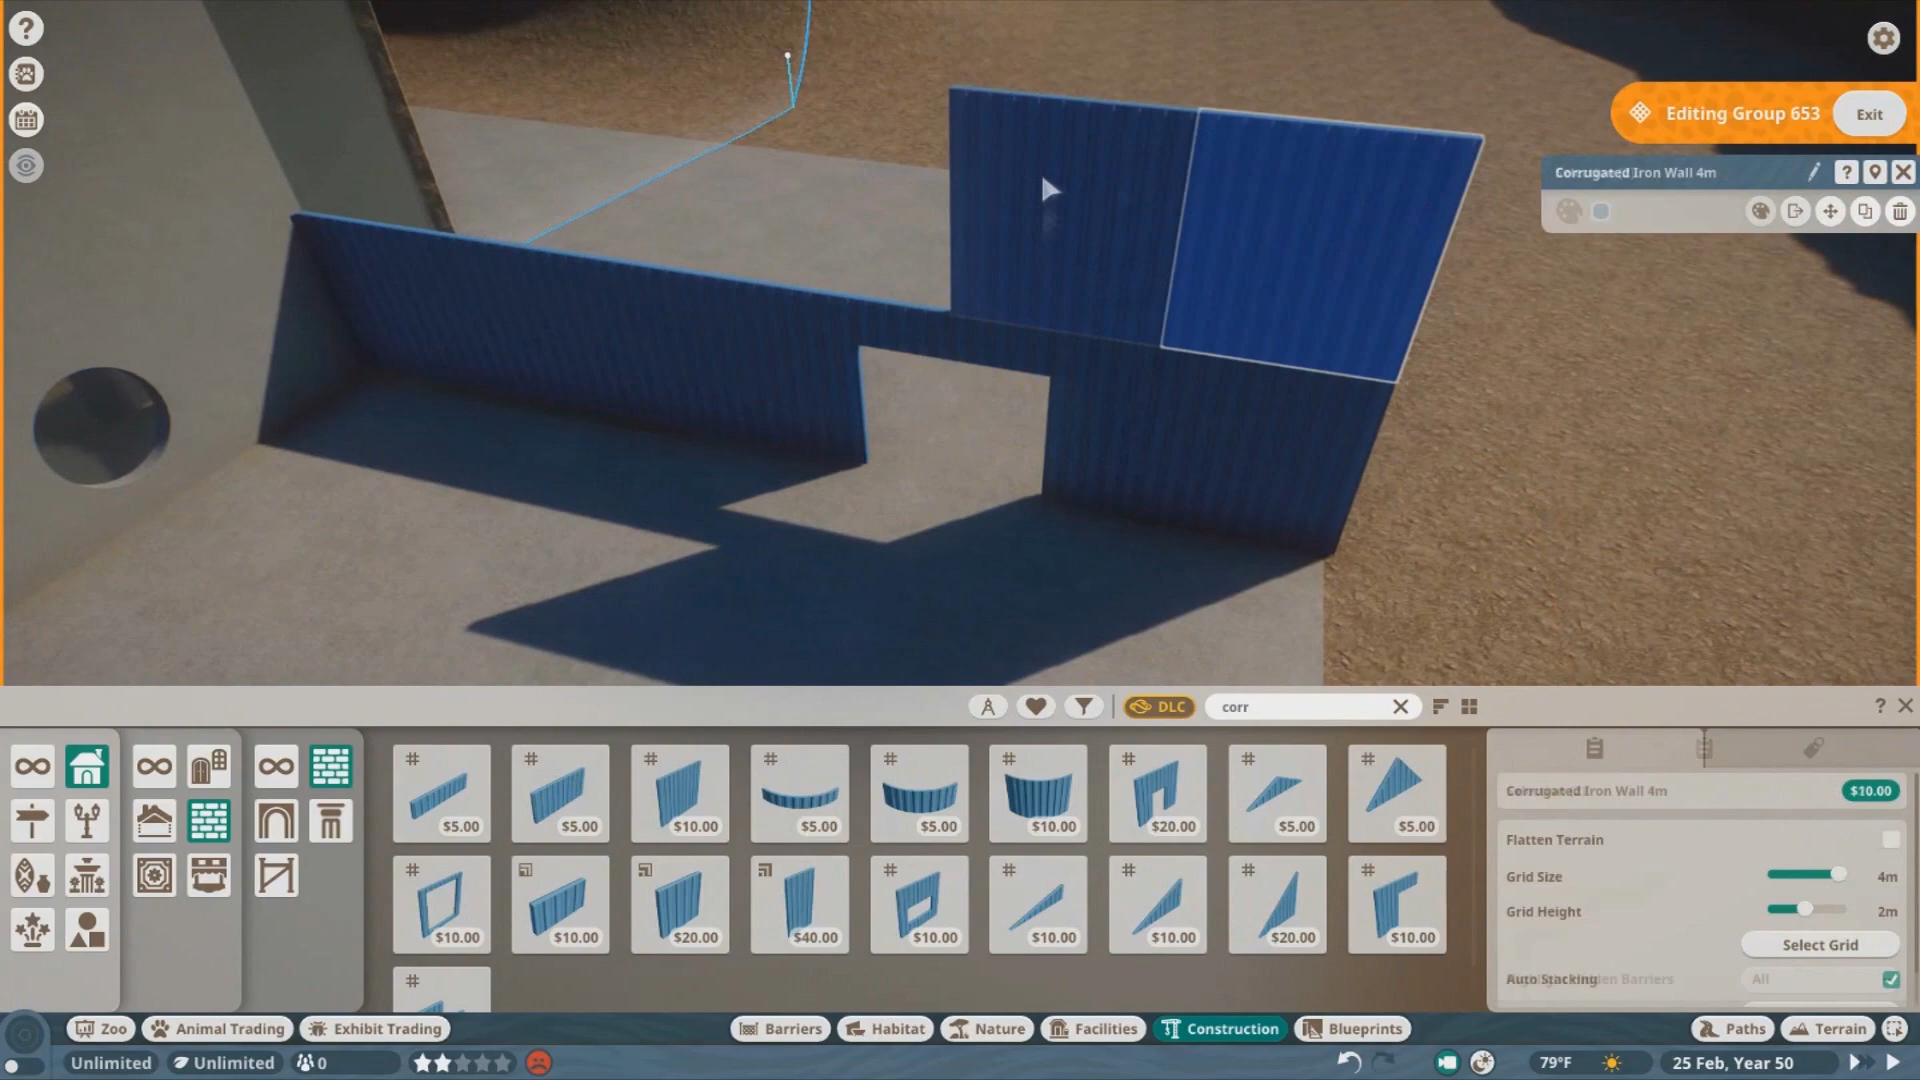 ?
Editing Group 653
Exit
Corrugated Iron Wall 4m
?
DLC
corr
?
$5.00
$5.00
$10.00
$5.00
$5.00
$10.00
$20.00
$5.00
$5.00
$10.00
$10.00
$20.00
$40.00
$10.00
$10.00
$10.00
$20.00
$10.00
Corrugated Iron Wall 4m
$10.00
Flatten Terrain
Grid Size
4m
Grid Height
2m
Select Grid
Auto Stacking
All
Zoo
Animal Trading
Exhibit Trading
Barriers
Habitat
Nature
Facilities
Construction
Blueprints
Paths
Terrain
Unlimited
Unlimited
0
79°F
25 Feb, Year 50